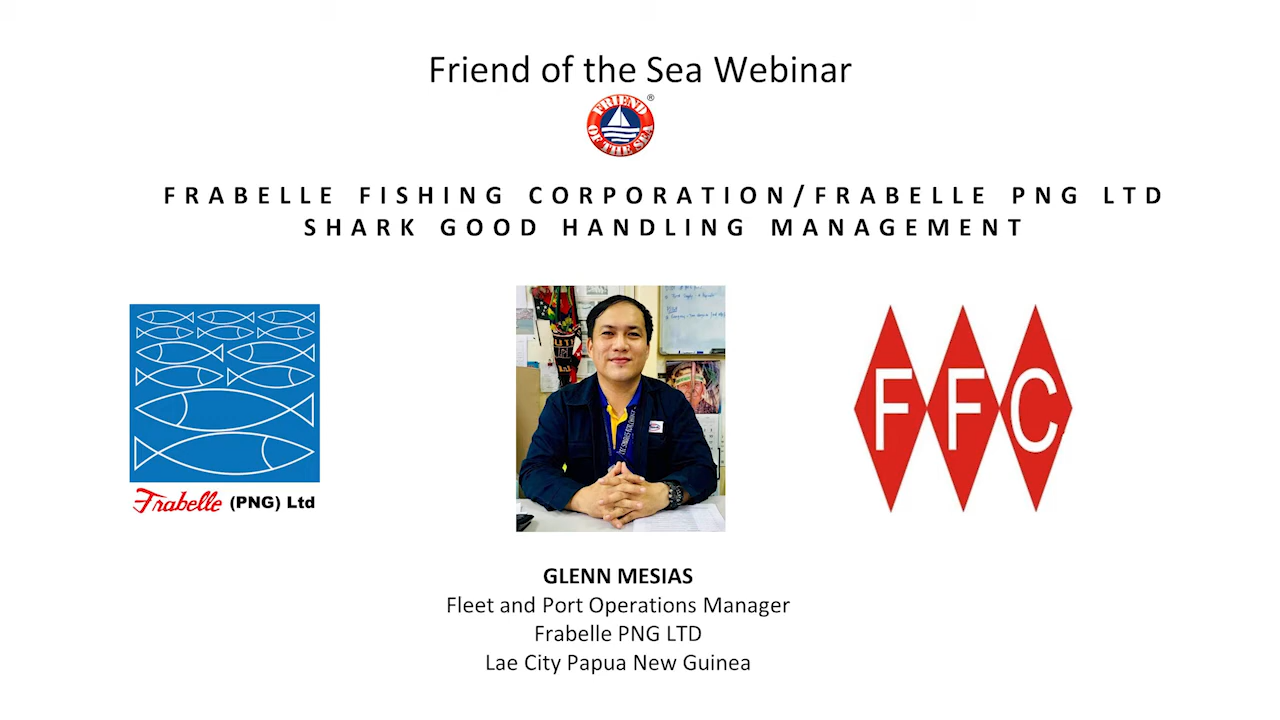 Friend of the Sea Webinar
FRIEND
OF THE SEA
®
FRABELLE FISHING CORPORATION/FRABELLE PNG LTD
SHARK GOOD HANDLING MANAGEMENT
FFC
Frabelle (PNG) Ltd
GLENN MESIAS
Fleet and Port Operations Manager
Frabelle PNG LTD
Lae City Papua New Guinea